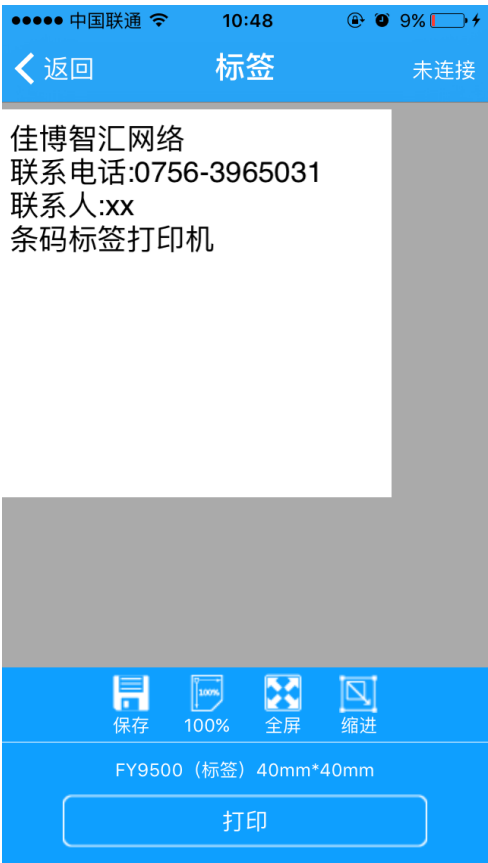 中国联通 10:48 9%
返回 标签 未连接
佳博智汇网络
联系电话:0756-3965031
联系人:xx
条码标签打印机
100%
保存 100% 全屏 缩进
FY9500（标签）40mm*40mm
打印